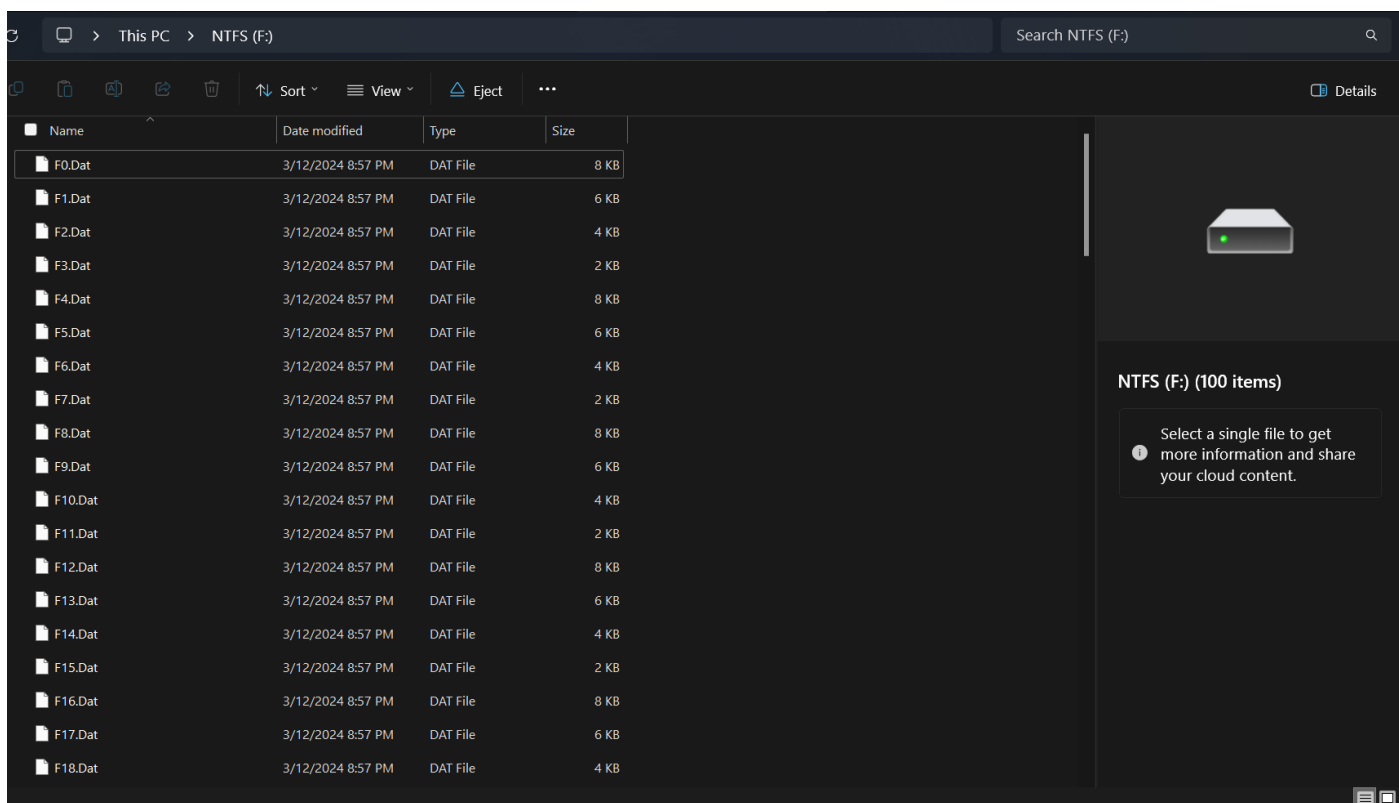 This PC > NTFS (F:)
Search NTFS (F:)
Sort View Eject ... Details
Name Date modified Type Size
F0.Dat 3/12/2024 8:57 PM DAT File 8 KB
F1.Dat 3/12/2024 8:57 PM DAT File 6 KB
F2.Dat 3/12/2024 8:57 PM DAT File 4 KB
F3.Dat 3/12/2024 8:57 PM DAT File 2 KB
F4.Dat 3/12/2024 8:57 PM DAT File 8 KB
F5.Dat 3/12/2024 8:57 PM DAT File 6 KB
F6.Dat 3/12/2024 8:57 PM DAT File 4 KB
F7.Dat 3/12/2024 8:57 PM DAT File 2 KB
F8.Dat 3/12/2024 8:57 PM DAT File 8 KB
F9.Dat 3/12/2024 8:57 PM DAT File 6 KB
F10.Dat 3/12/2024 8:57 PM DAT File 4 KB
F11.Dat 3/12/2024 8:57 PM DAT File 2 KB
F12.Dat 3/12/2024 8:57 PM DAT File 8 KB
F13.Dat 3/12/2024 8:57 PM DAT File 6 KB
F14.Dat 3/12/2024 8:57 PM DAT File 4 KB
F15.Dat 3/12/2024 8:57 PM DAT File 2 KB
F16.Dat 3/12/2024 8:57 PM DAT File 8 KB
F17.Dat 3/12/2024 8:57 PM DAT File 6 KB
F18.Dat 3/12/2024 8:57 PM DAT File 4 KB
NTFS (F:) (100 items)
Select a single file to get
more information and share
your cloud content.